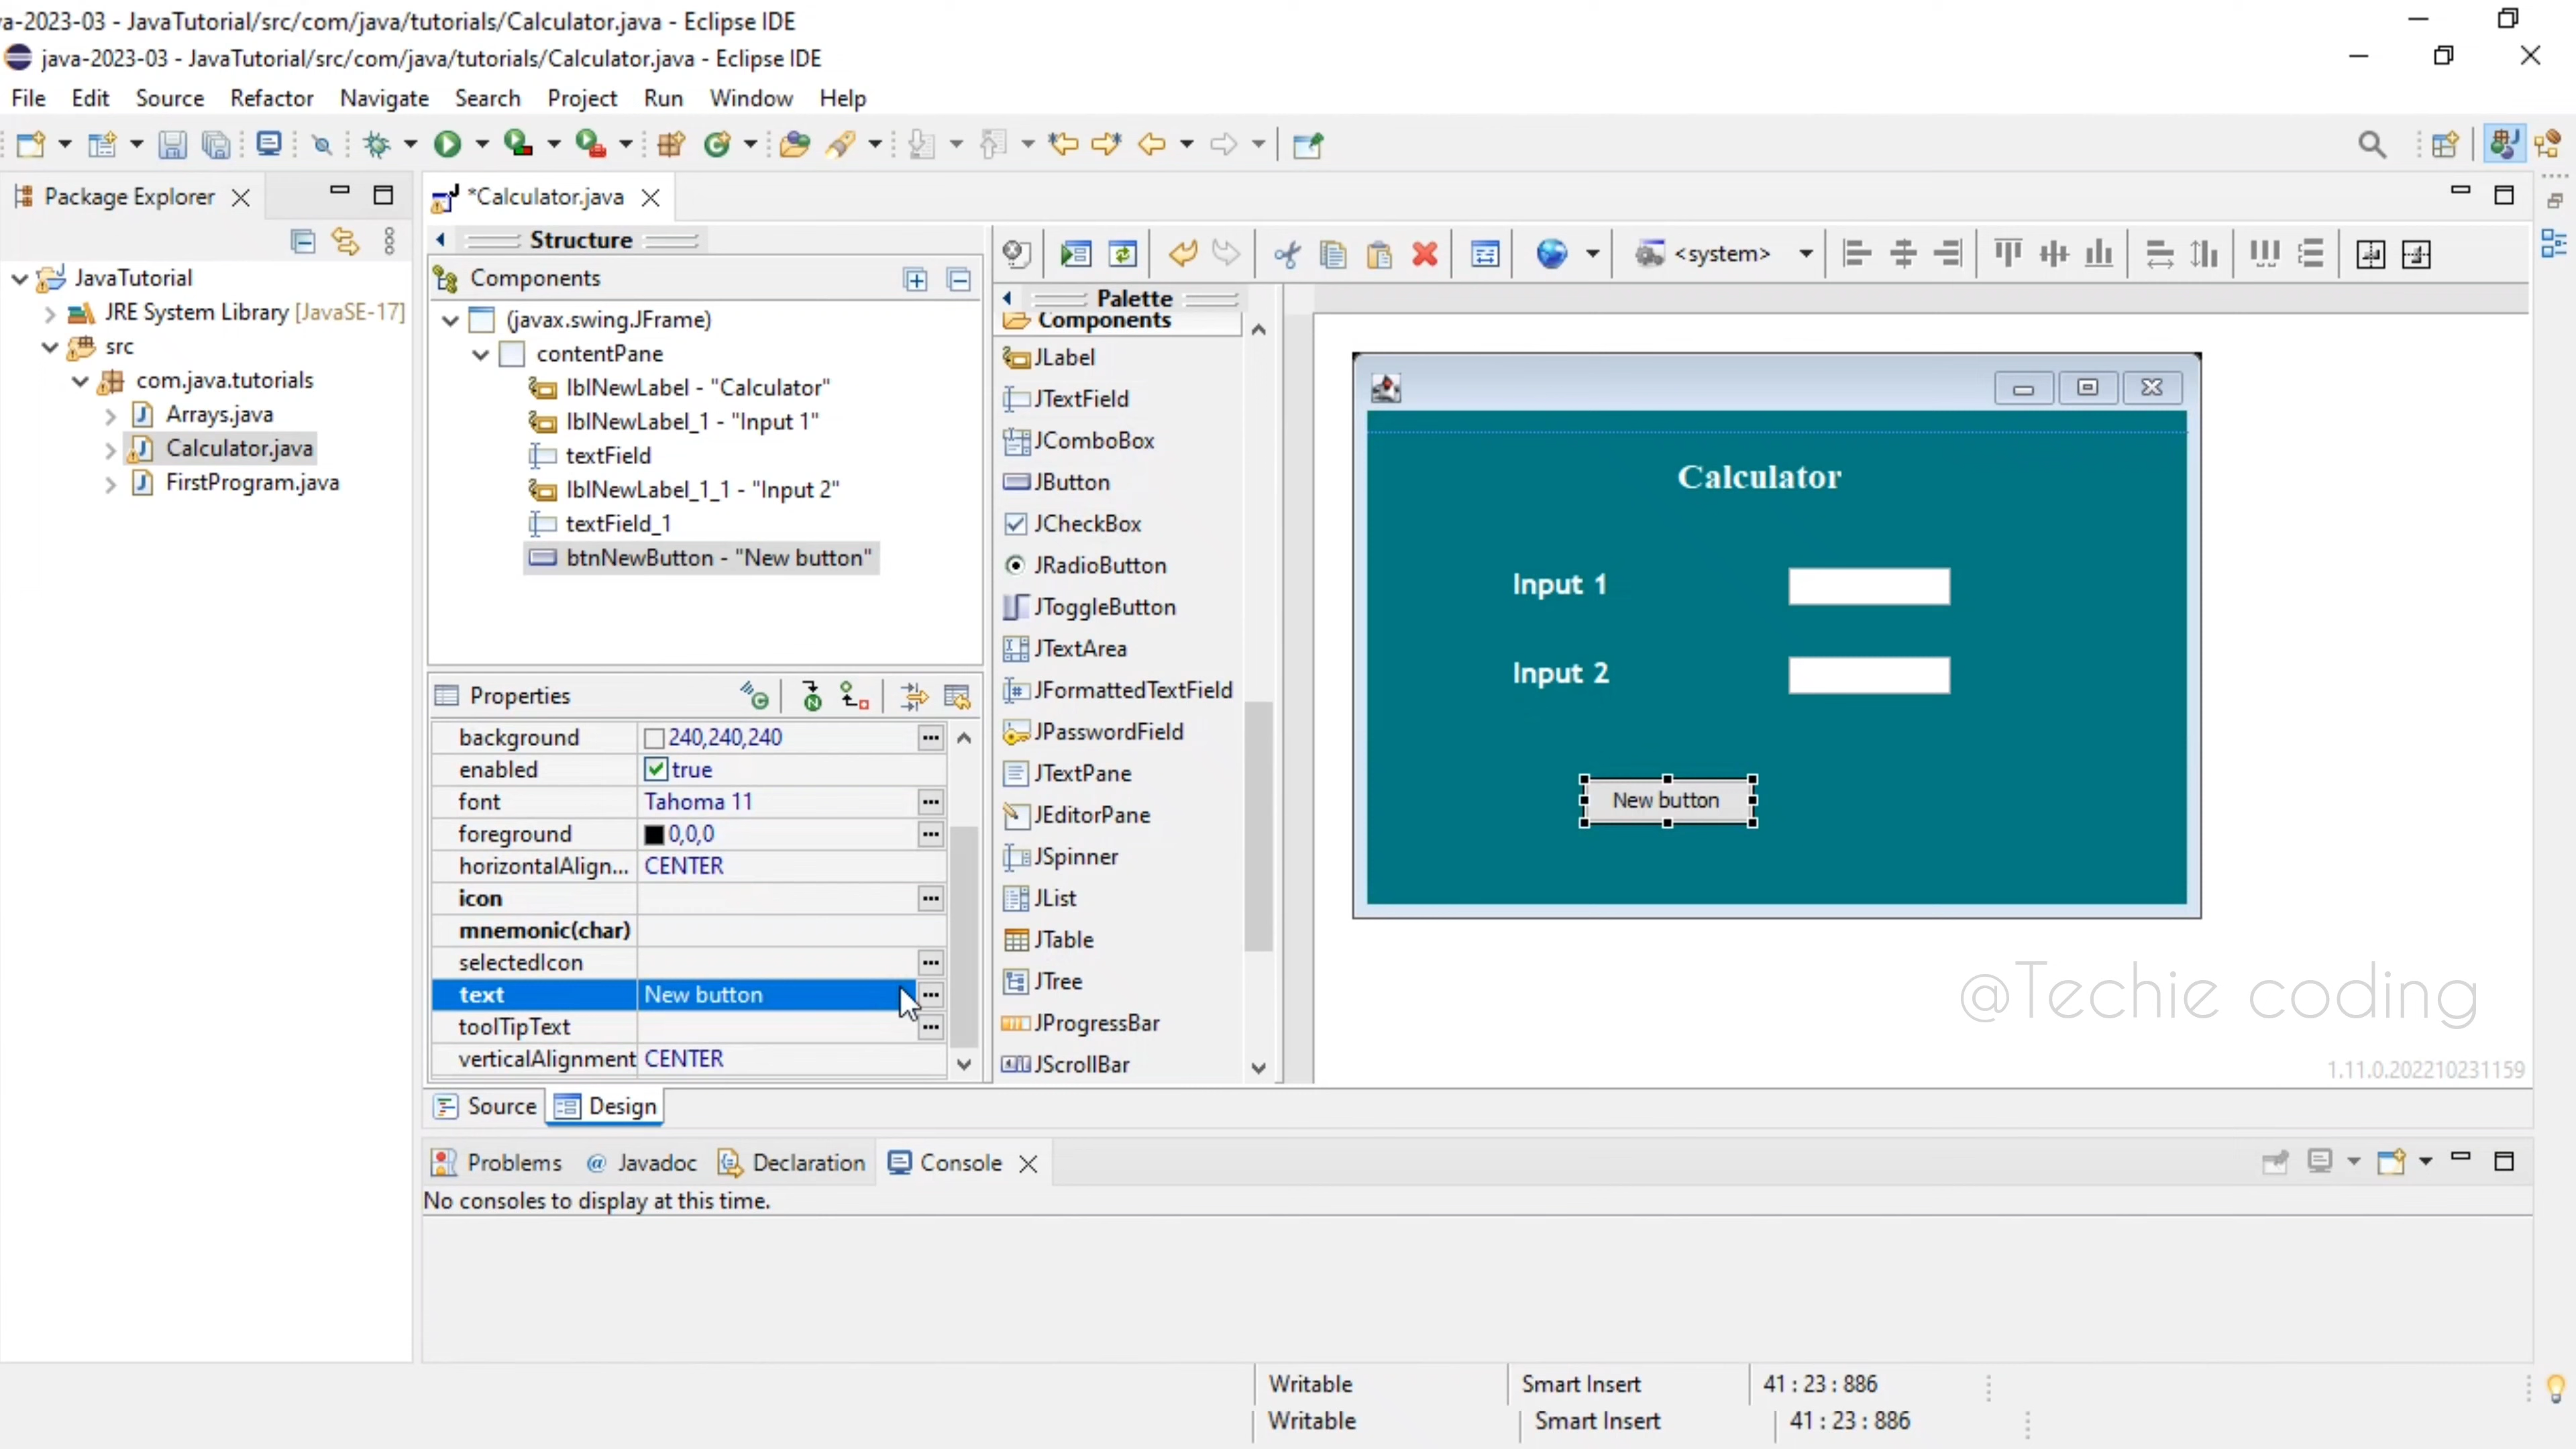 va-2023-03 - JavaTutorial/src/com/java/tutorials/Calculator.java - Eclipse IDE
java-2023-03 - JavaTutorial/src/com/java/tutorials/Calculator.java - Eclipse IDE
File Edit Source Refactor Navigate Search Project Run Window Help
Package Explorer
JavaTutorial
JRE System Library [JavaSE-17]
src
com.java.tutorials
Arrays.java
Calculator.java
FirstProgram.java
*Calculator.java
Structure
Components
(javax.swing.JFrame)
contentPane
lblNewLabel - "Calculator"
lblNewLabel_1 - "Input 1"
textField
lblNewLabel_1_1 - "Input 2"
textField_1
btnNewButton - "New button"
Properties
background 240,240,240
enabled true
font Tahoma 11
foreground 0,0,0
horizontalAlign... CENTER
icon
mnemonic(char)
selectedIcon
text New button
toolTipText
verticalAlignment CENTER
Source Design
<system>
Palette
Components
JLabel
JTextField
JComboBox
JButton
JCheckBox
JRadioButton
JToggleButton
JTextArea
JFormattedTextField
JPasswordField
JTextPane
JEditorPane
JSpinner
JList
JTable
JTree
JProgressBar
JScrollBar
Calculator
Input 1
Input 2
New button
@Techie coding
1.11.0.202210231159
Problems @ Javadoc Declaration Console
No consoles to display at this time.
Writable Smart Insert 41 : 23 : 886
Writable Smart Insert 41 : 23 : 886